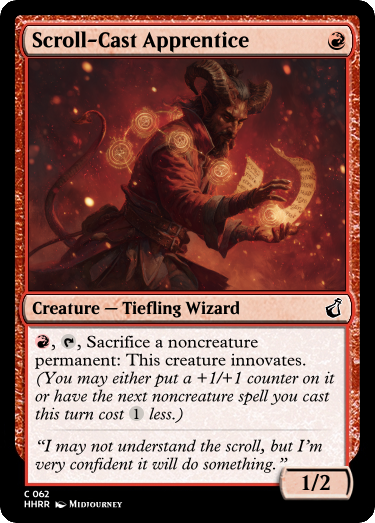 Scroll-Cast Apprentice
Creature — Tiefling Wizard
, , Sacrifice a noncreature
permanent: This creature innovates.
(You may either put a +1/+1 counter on it
or have the next noncreature spell you cast
this turn cost 1 less.)
“I may not understand the scroll, but I’m
very confident it will do something.”
1/2
C 062
HHRR Midjourney